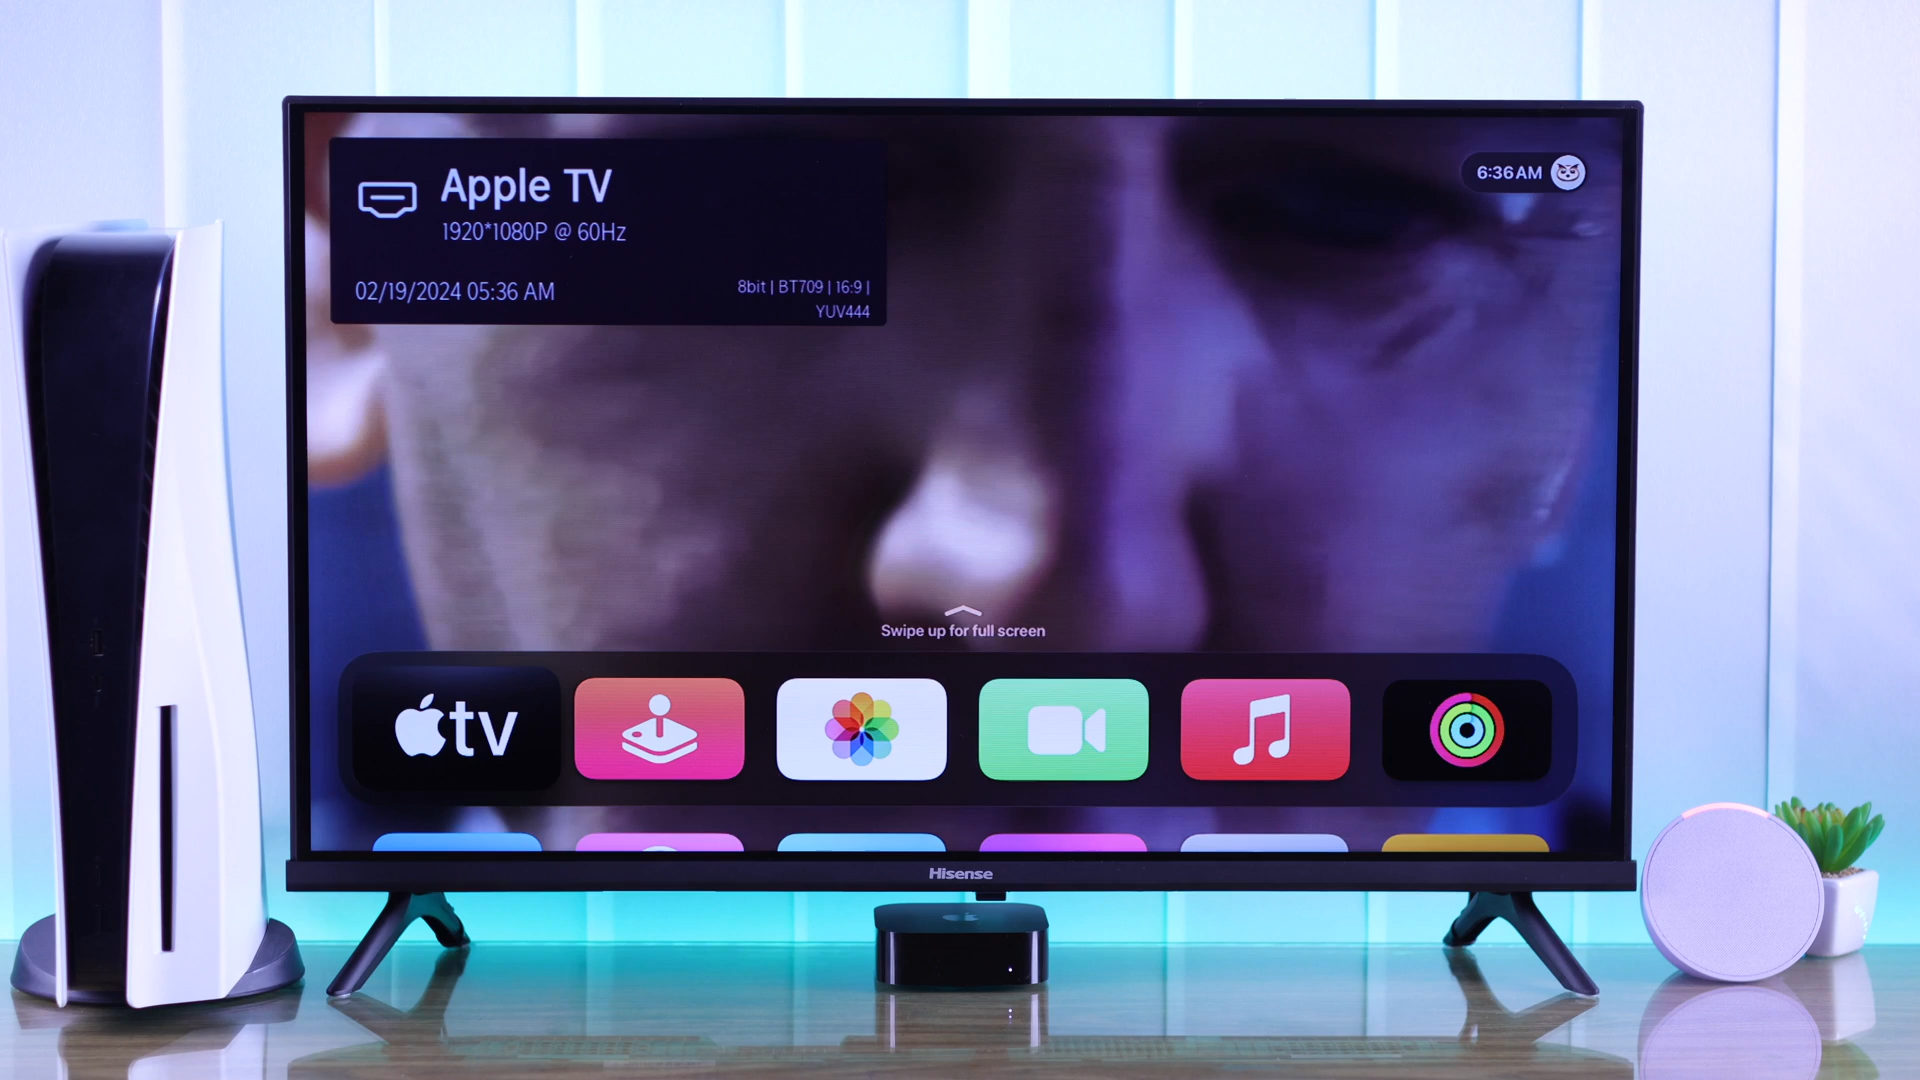 Apple TV
1920*1080P @ 60Hz
02/19/2024 05:36 AM
8bit | BT709 | 16:9 |
YUV444
6:36 AM
Swipe up for full screen
tv
Hisense